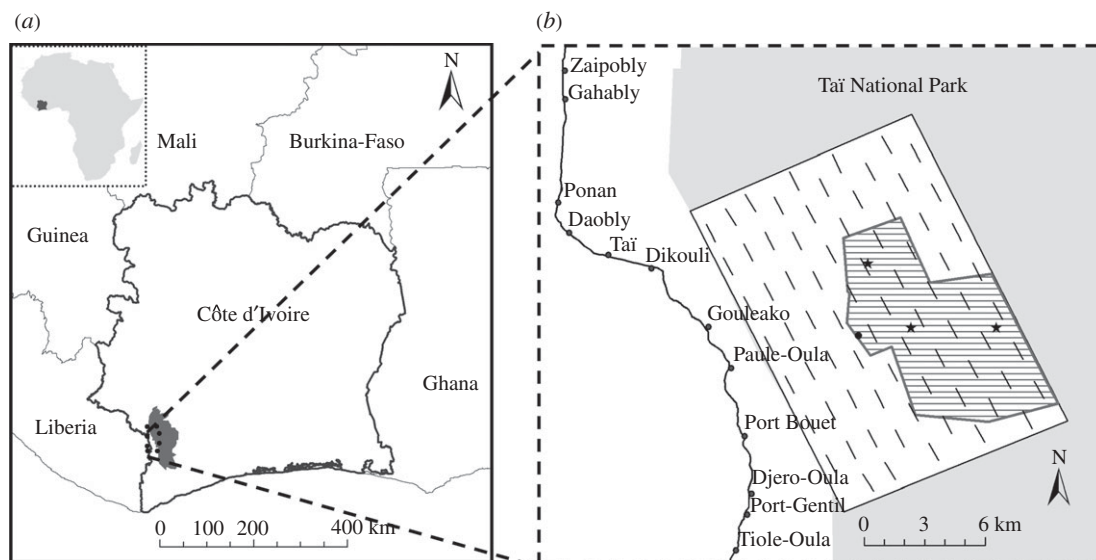 (a)
N
Mali
Burkina-Faso
Guinea
Côte d'Ivoire
Ghana
Liberia
0 100 200 400 km
(b)
Zaipobly
Taï National Park
Gahably
Ponan
Daobly
Taï
Dikouli
Gouleako
Paule-Oula
Port Bouet
N
Djero-Oula
Port-Gentil
0 3 6 km
Tiole-Oula